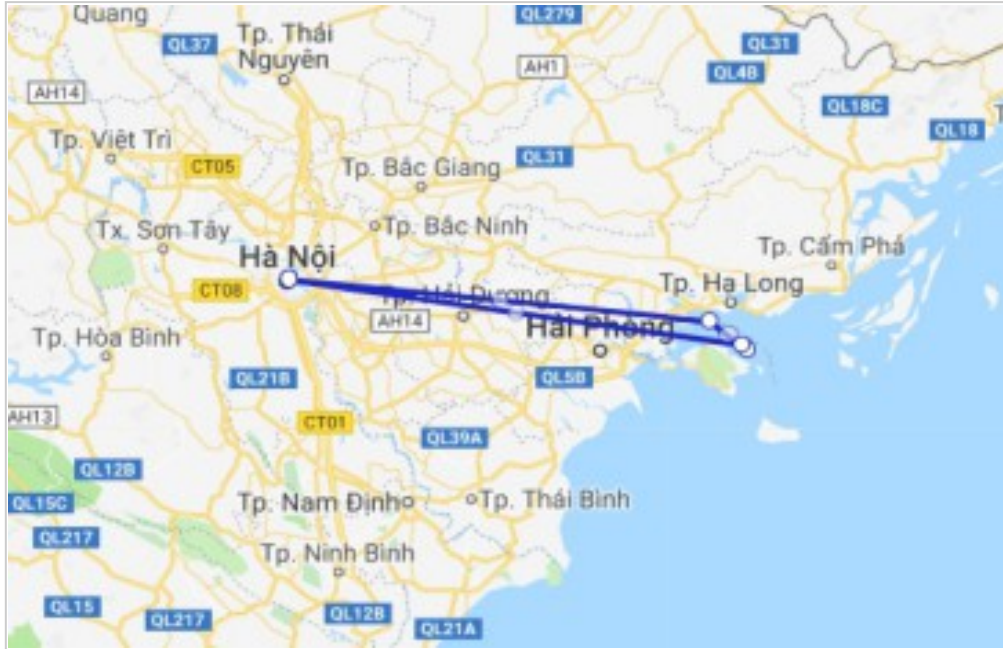 Quang
QL279
QL31
QL37
Tp. Thái
Nguyên
AH1
QL4B
AH14
QL18C
QL18
Tp. Việt Trì
CT05
QL31
Tp. Bắc Giang
Tx. Sơn Tây
Tp. Bắc Ninh
Tp. Cẩm Phả
Hà Nội
CT08
Tp. Hải Dương
Tp. Hạ Long
AH14
Hải Phòng
Tp. Hòa Bình
QL21B
QL5B
AH13
CT01
QL39A
QL12B
QL15C
Tp. Nam Định
Tp. Thái Bình
QL217
Tp. Ninh Bình
QL15
QL217
QL12B
QL21A